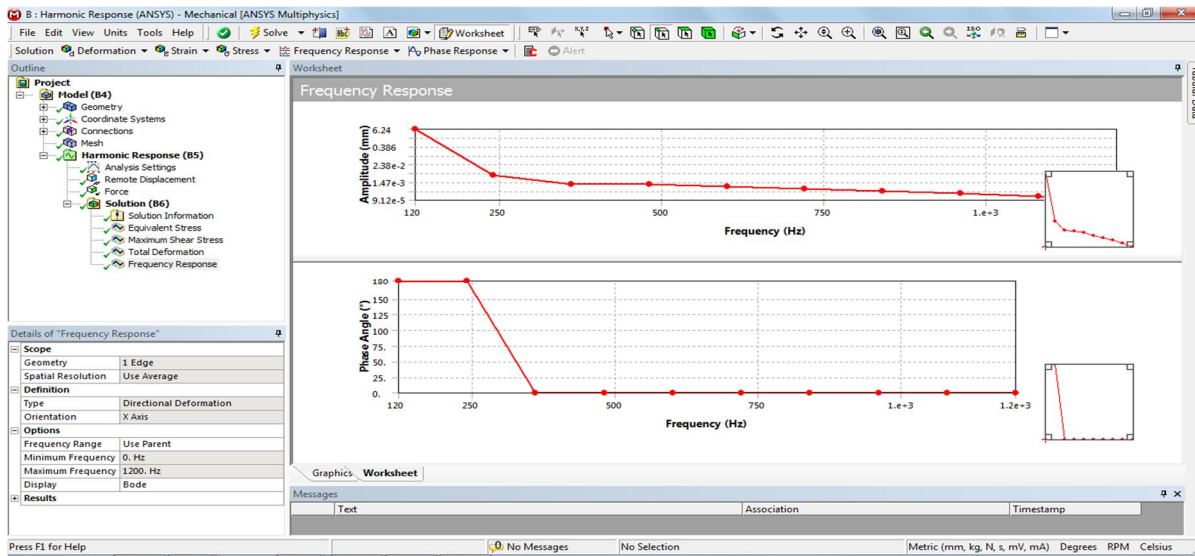 B : Harmonic Response (ANSYS) - Mechanical [ANSYS Multiphysics]
File Edit View Units Tools Help Solve Worksheet
Solution Deformation Strain Stress Frequency Response Phase Response Alert
Outline
Project
Model (B4)
Geometry
Coordinate Systems
Connections
Mesh
Harmonic Response (B5)
Analysis Settings
Remote Displacement
Force
Solution (B6)
Solution Information
Equivalent Stress
Maximum Shear Stress
Total Deformation
Frequency Response
Details of "Frequency Response"
Scope
Geometry 1 Edge
Spatial Resolution Use Average
Definition
Type Directional Deformation
Orientation X Axis
Options
Frequency Range Use Parent
Minimum Frequency 0. Hz
Maximum Frequency 1200. Hz
Display Bode
Results
Worksheet
Frequency Response
Amplitude (mm)
6.24
0.386
2.38e-2
1.47e-3
9.12e-5
120 250 500 750 1.e+3
Frequency (Hz)
Phase Angle (°)
180
150
125
100
75.
50.
25.
0.
120 250 500 750 1.e+3 1.2e+3
Frequency (Hz)
Graphics Worksheet
Messages
Text Association Timestamp
Press F1 for Help 0 No Messages No Selection Metric (mm, kg, N, s, mV, mA) Degrees RPM Celsius